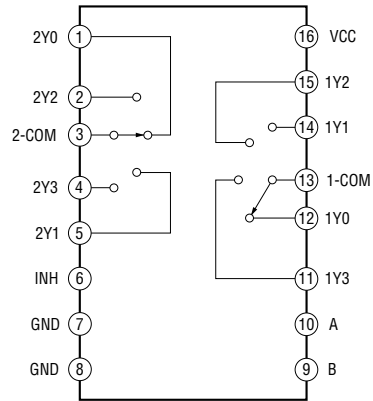 2Y0 1
2Y2 2
2-COM 3
2Y3 4
2Y1 5
INH 6
GND 7
GND 8
16 VCC
15 1Y2
14 1Y1
13 1-COM
12 1Y0
11 1Y3
10 A
9 B